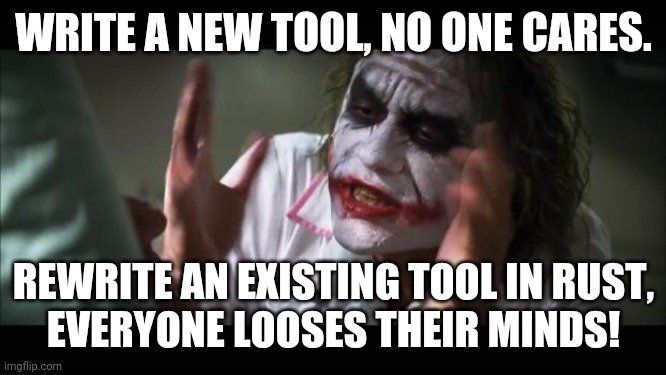 WRITE A NEW TOOL, NO ONE CARES.
REWRITE AN EXISTING TOOL IN RUST,
EVERYONE LOOSES THEIR MINDS!
imgflip.com